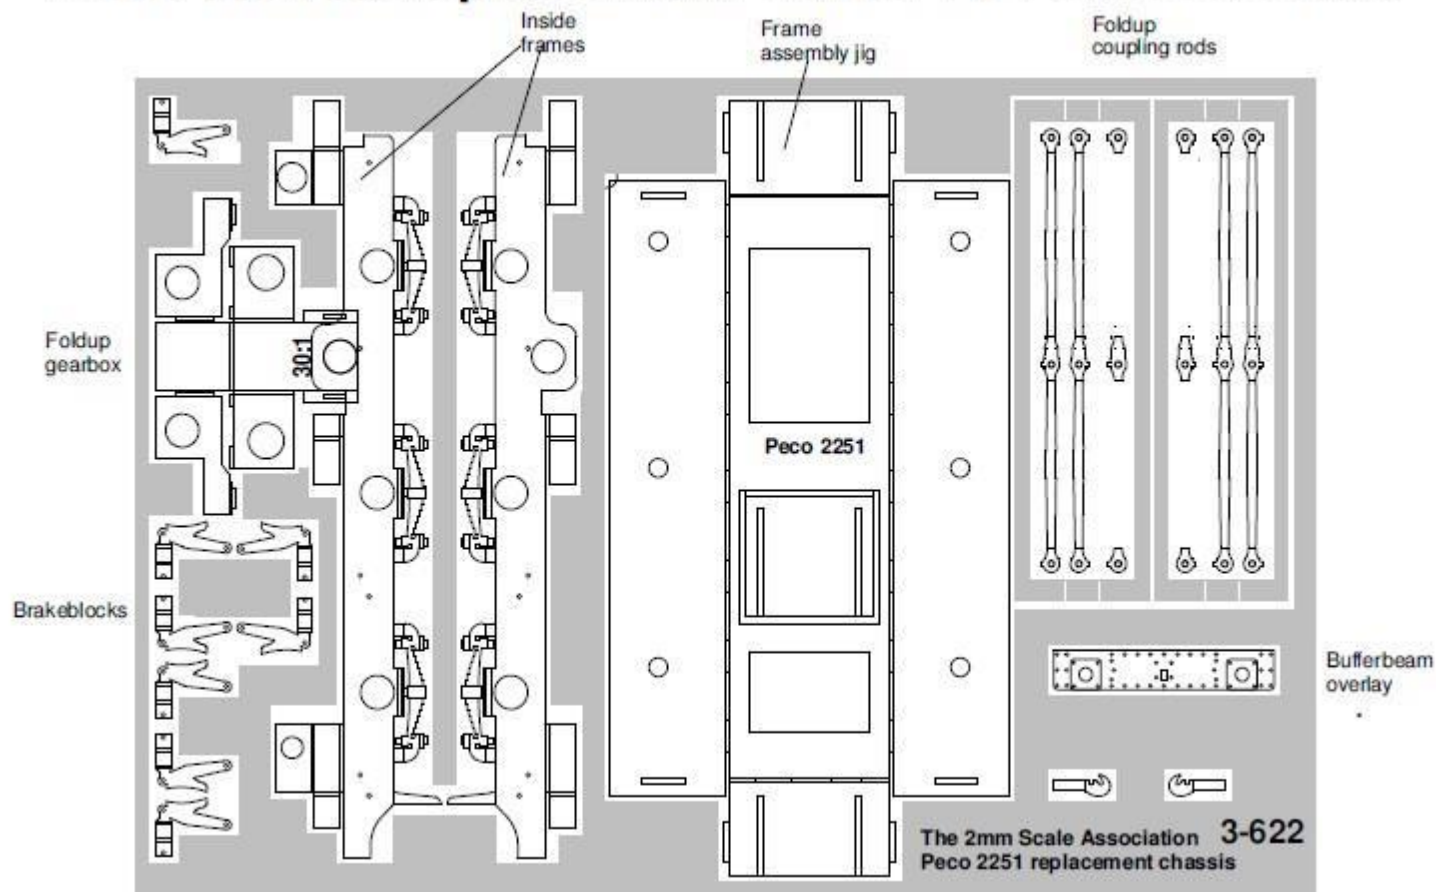 Inside
frames
Frame
assembly jig
Foldup
coupling rods
Foldup
gearbox
30:1
Peco 2251
Brakeblocks
Bufferbeam
overlay
The 2mm Scale Association 3-622
Peco 2251 replacement chassis